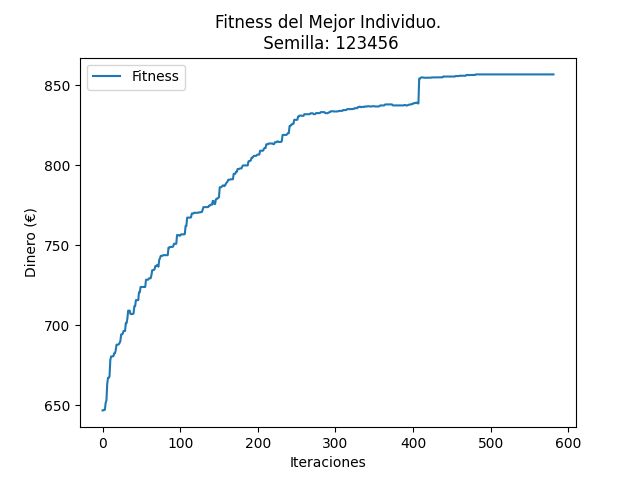 Fitness del Mejor Individuo.
Semilla: 123456
Fitness
850
800
750
700
650
Dinero (€)
0 100 200 300 400 500 600
Iteraciones